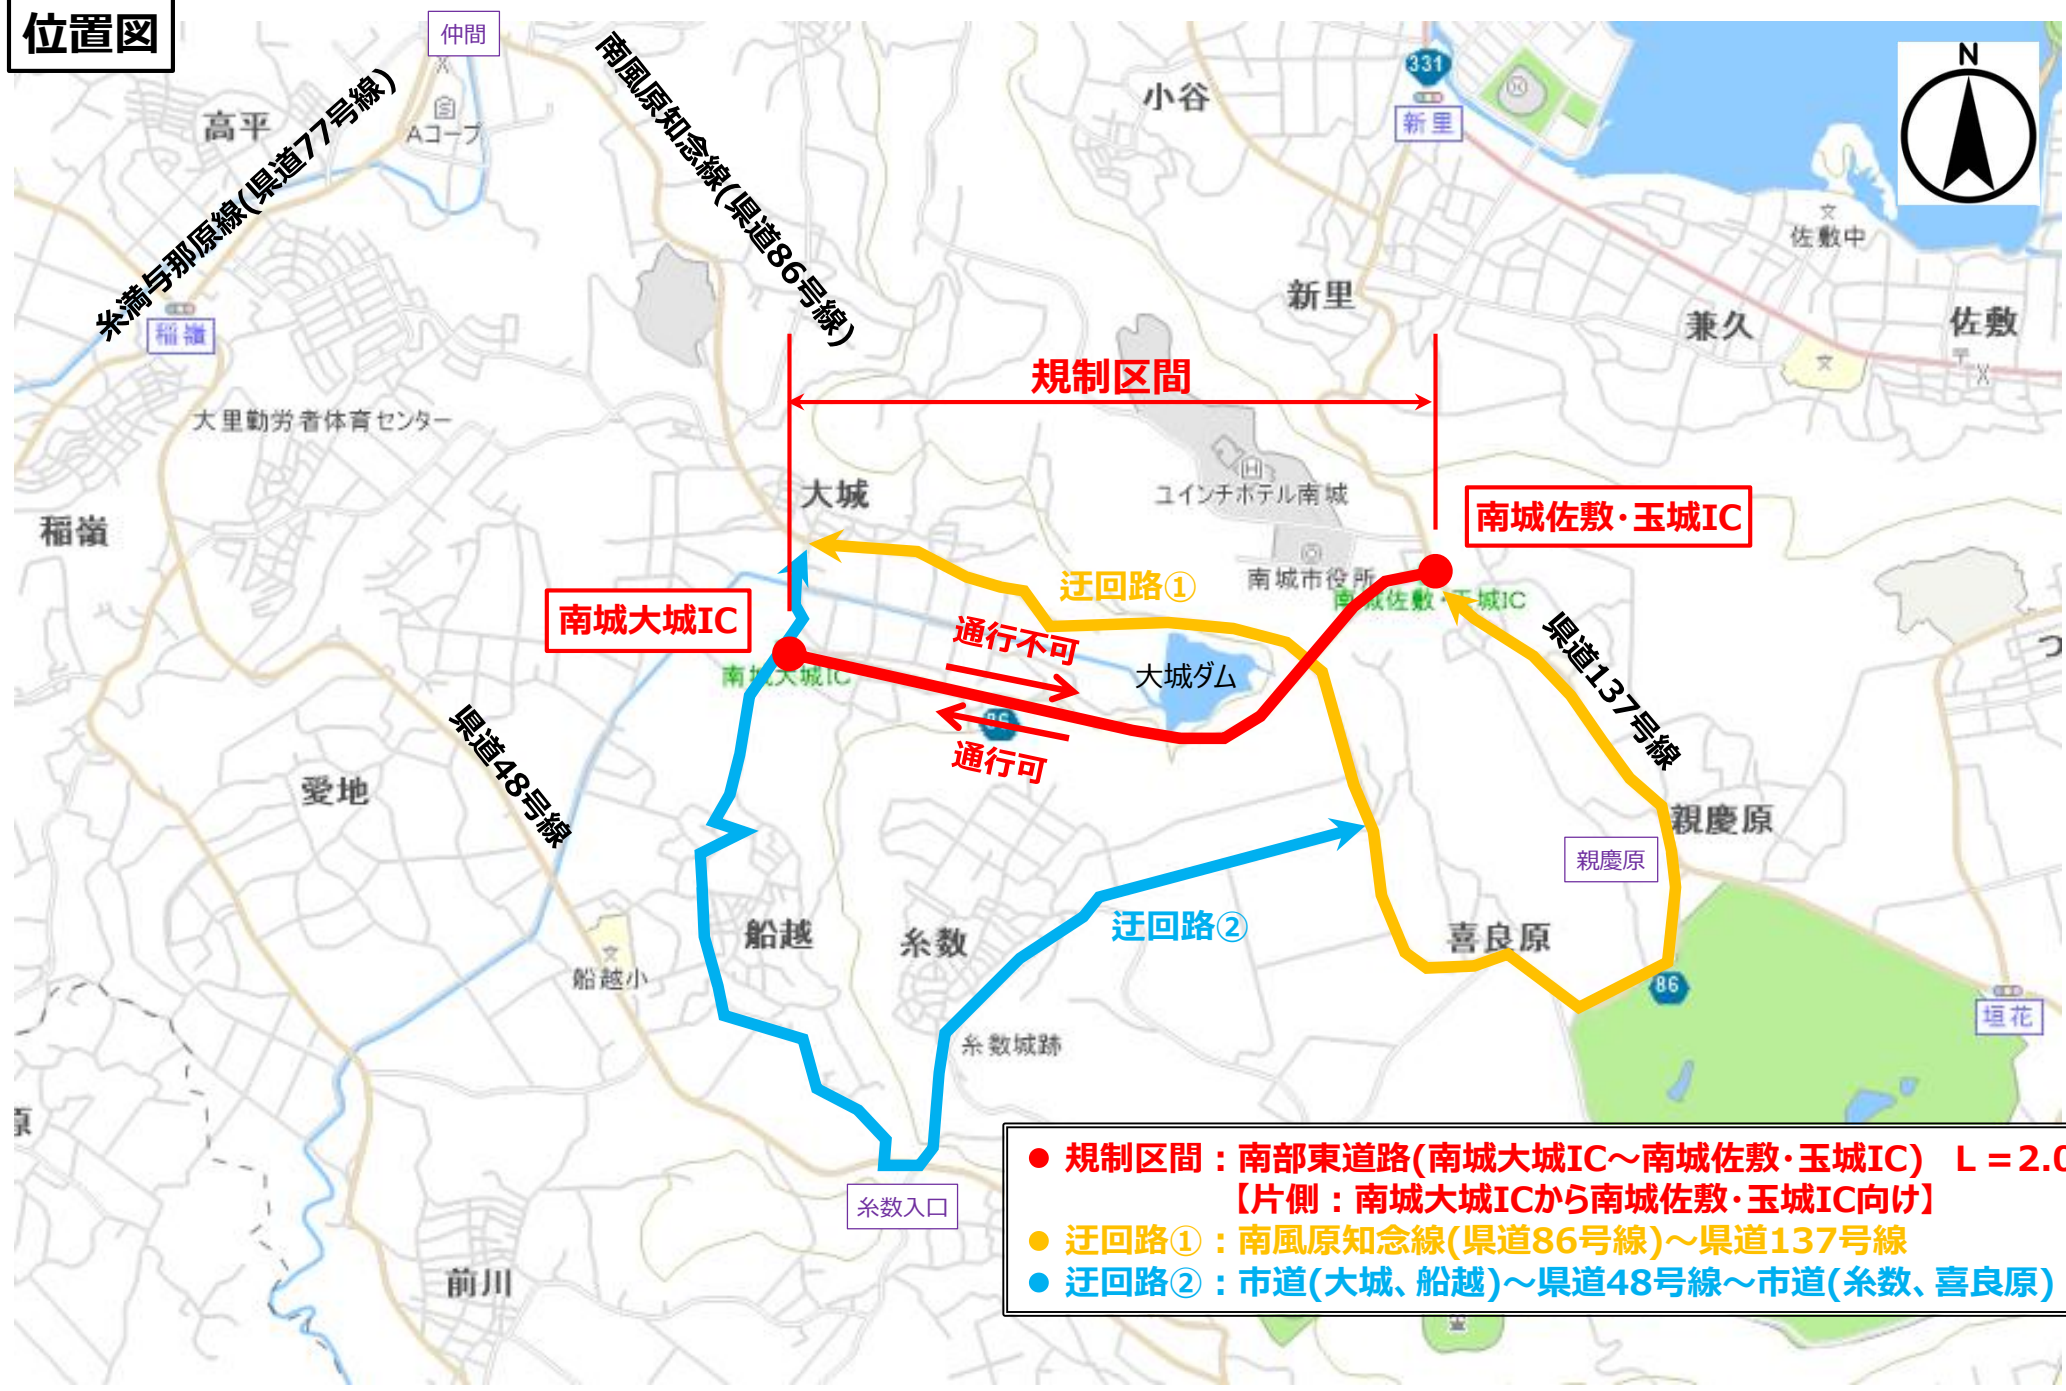 位置図
仲間
南風原知念線(県道86号線)
331
新里
小谷
N
高平
Aコープ
糸満与那原線(県道77号線)
稲嶺
佐敷中
新里
兼久
佐敷
規制区間
大里勤労者体育センター
大城
ユインチホテル南城
稲嶺
南城佐敷・玉城IC
南城市役所
迂回路①
南城佐敷・玉城IC
南城大城IC
通行不可
県道137号線
つ
南城大城IC
大城ダム
86
通行可
県道48号線
愛地
親慶原
親慶原
迂回路②
船越
糸数
喜良原
船越小
86
垣花
糸数城跡
原
糸数入口
前川
● 規制区間：南部東道路(南城大城IC～南城佐敷・玉城IC) L＝2.0
【片側：南城大城ICから南城佐敷・玉城IC向け】
● 迂回路①：南風原知念線(県道86号線)～県道137号線
● 迂回路②：市道(大城、船越)～県道48号線～市道(糸数、喜良原)